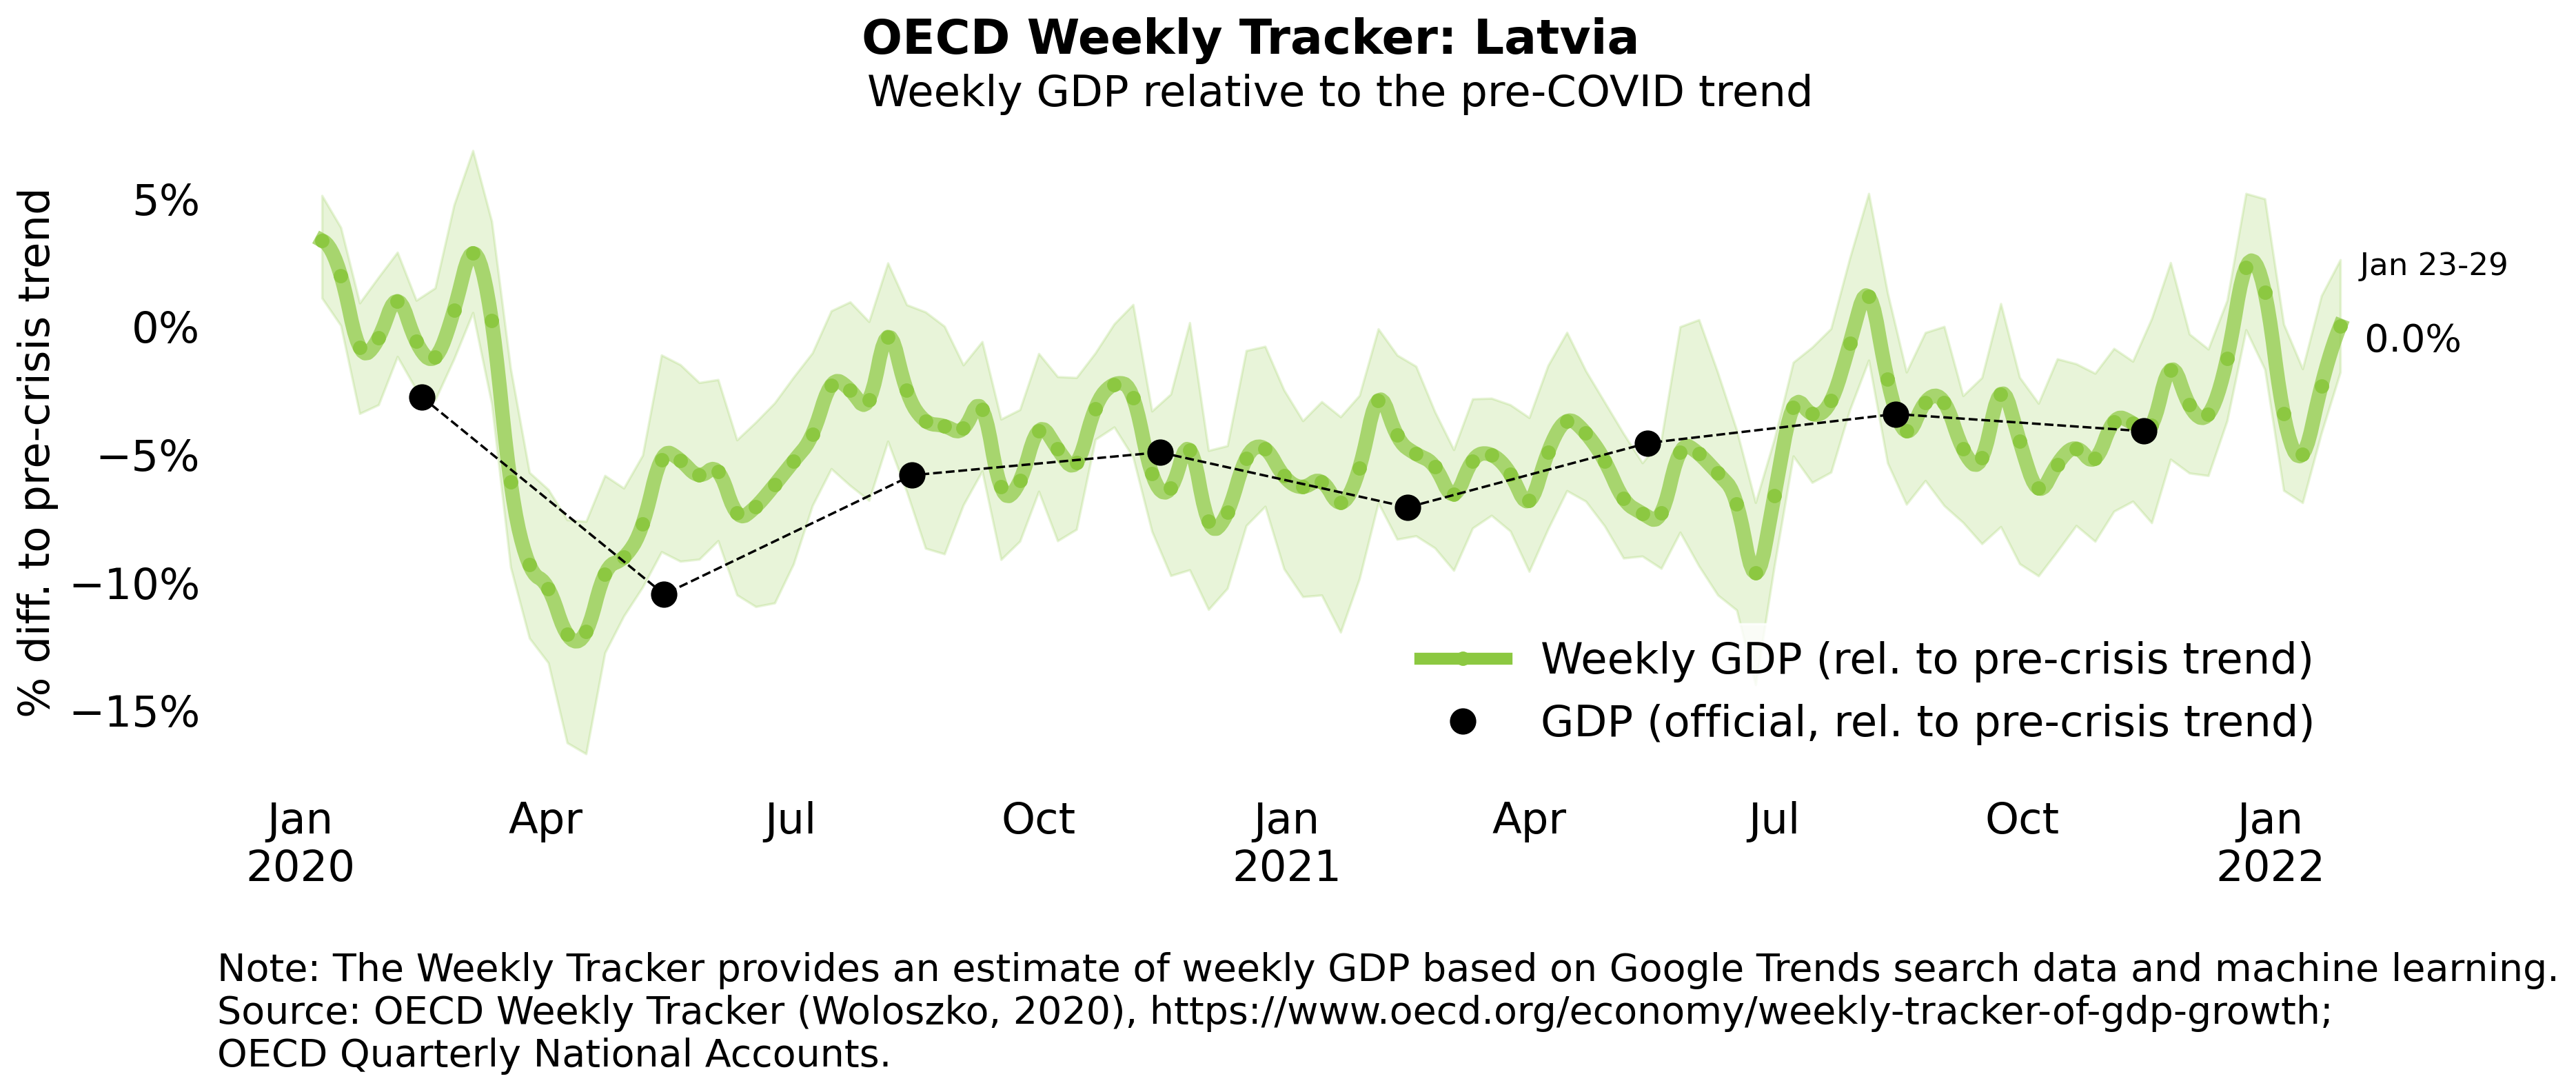 OECD Weekly Tracker: Latvia
Weekly GDP relative to the pre-COVID trend
% diff. to pre-crisis trend
5%
0%
−5%
−10%
−15%
Jan 23-29
0.0%
Weekly GDP (rel. to pre-crisis trend)
GDP (official, rel. to pre-crisis trend)
Jan Apr Jul Oct Jan Apr Jul Oct Jan
2020 2021 2022
Note: The Weekly Tracker provides an estimate of weekly GDP based on Google Trends search data and machine learning.
Source: OECD Weekly Tracker (Woloszko, 2020), https://www.oecd.org/economy/weekly-tracker-of-gdp-growth;
OECD Quarterly National Accounts.